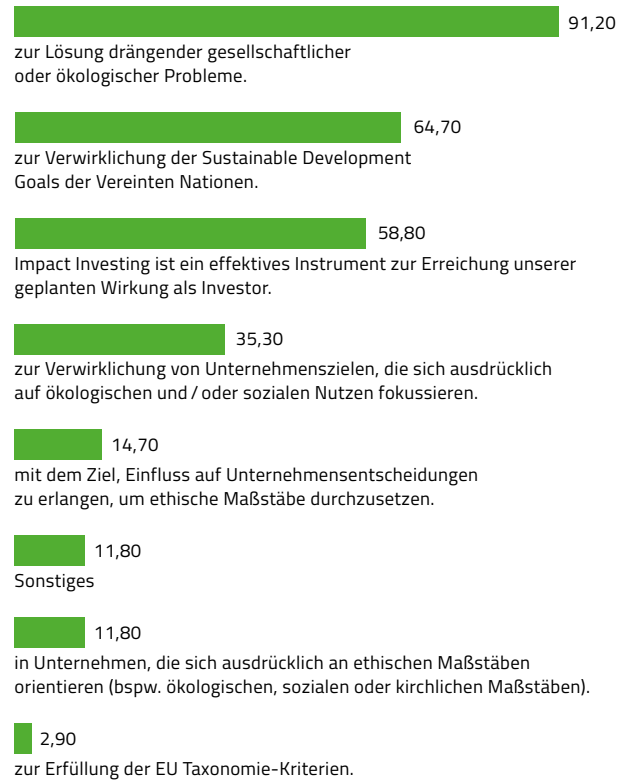 91,20
zur Lösung drängender gesellschaftlicher
oder ökologischer Probleme.
64,70
zur Verwirklichung der Sustainable Development
Goals der Vereinten Nationen.
58,80
Impact Investing ist ein effektives Instrument zur Erreichung unserer
geplanten Wirkung als Investor.
35,30
zur Verwirklichung von Unternehmenszielen, die sich ausdrücklich
auf ökologischen und / oder sozialen Nutzen fokussieren.
14,70
mit dem Ziel, Einfluss auf Unternehmensentscheidungen
zu erlangen, um ethische Maßstäbe durchzusetzen.
11,80
Sonstiges
11,80
in Unternehmen, die sich ausdrücklich an ethischen Maßstäben
orientieren (bspw. ökologischen, sozialen oder kirchlichen Maßstäben).
2,90
zur Erfüllung der EU Taxonomie-Kriterien.